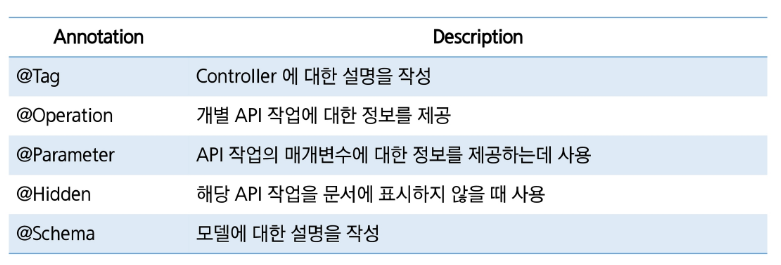 Annotation Description
@Tag Controller 에 대한 설명을 작성
@Operation 개별 API 작업에 대한 정보를 제공
@Parameter API 작업의 매개변수에 대한 정보를 제공하는데 사용
@Hidden 해당 API 작업을 문서에 표시하지 않을 때 사용
@Schema 모델에 대한 설명을 작성